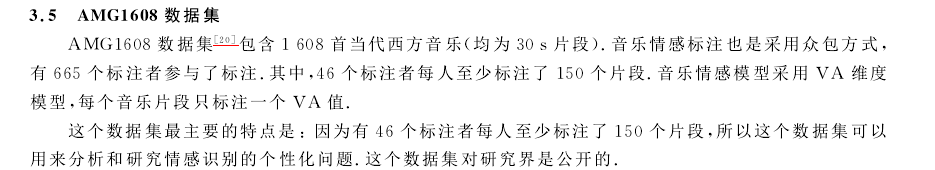 3.5 AMG1608 数据集
AMG1608 数据集[20]包含 1 608 首当代西方音乐(均为 30 s 片段). 音乐情感标注也是采用众包方式,
有 665 个标注者参与了标注. 其中,46 个标注者每人至少标注了 150 个片段. 音乐情感模型采用 VA 维度
模型,每个音乐片段只标注一个 VA 值.
这个数据集最主要的特点是: 因为有 46 个标注者每人至少标注了 150 个片段,所以这个数据集可以
用来分析和研究情感识别的个性化问题. 这个数据集对研究界是公开的.